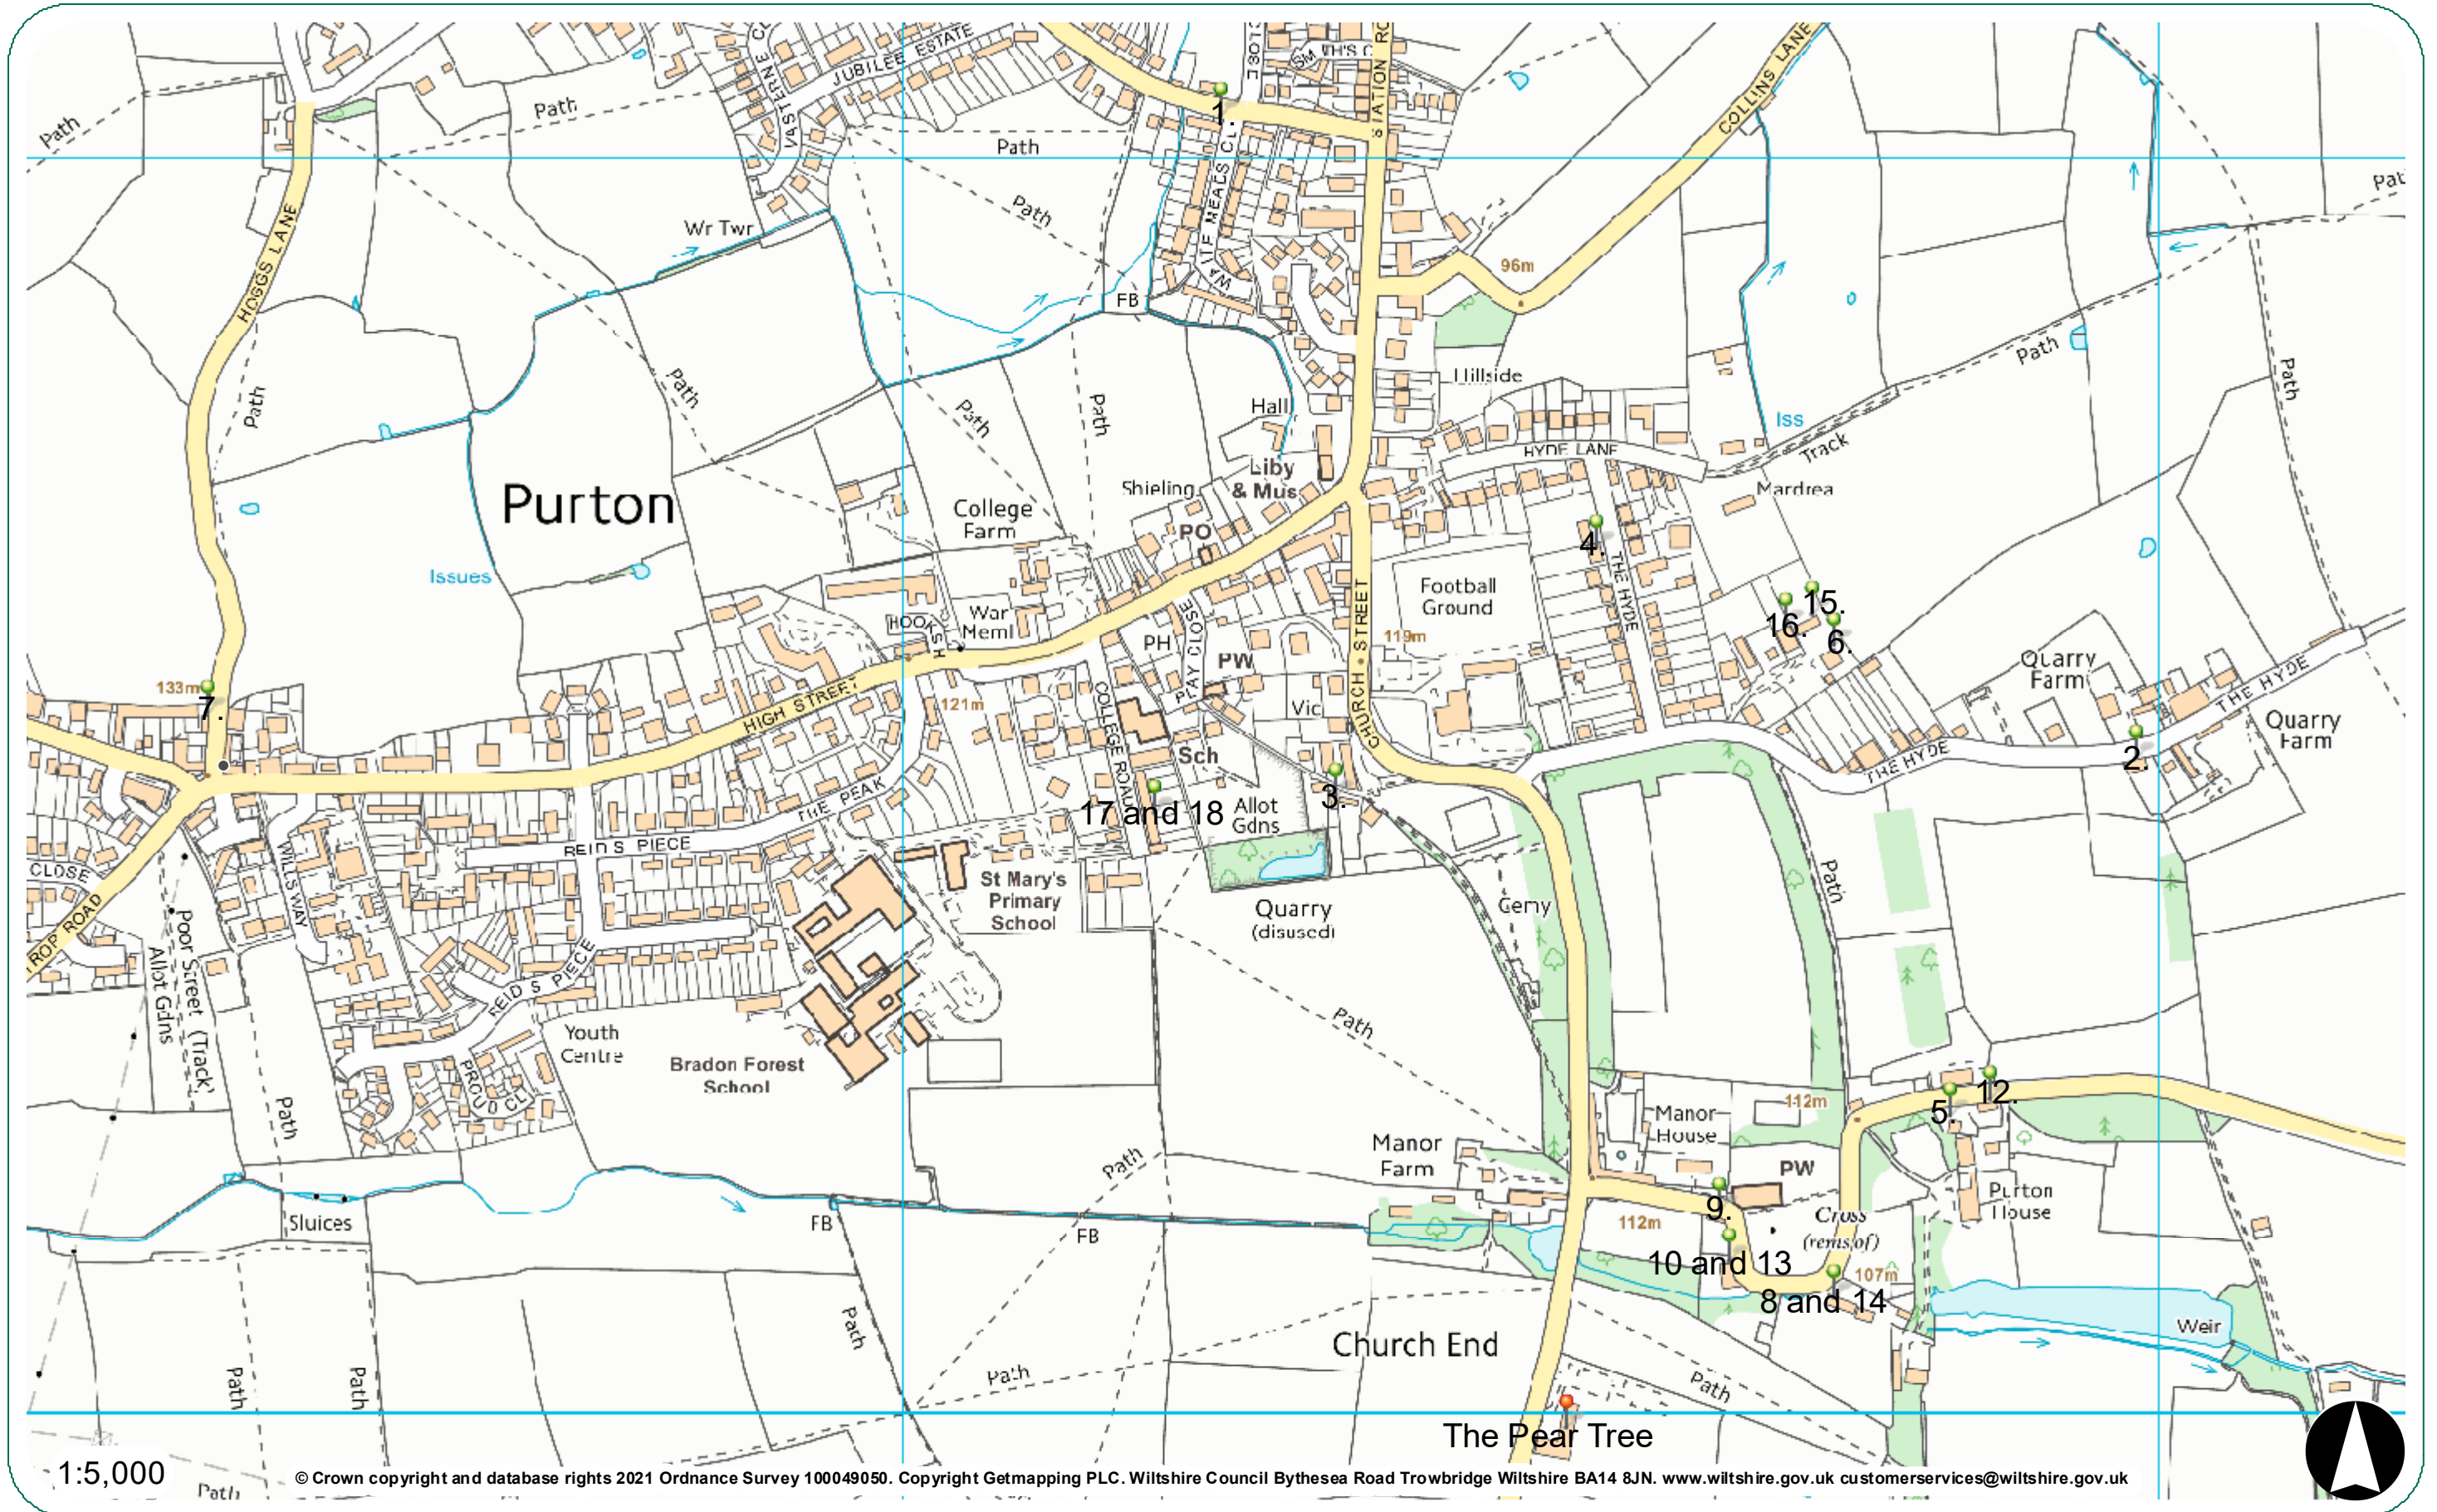 JUBILEE ESTATE
STATION RO
COLLINS LANE
1.
Path
Path
Path
Path
Pat
HOGGS LANE
Wr Twr
96m
FB
Path
Path
Path
Path
Path
Path
Hillside
Hall
Iss
Track
HYDE LANE
Liby
& Mus
Shieling
Mardrea
Purton
College
Farm
PO
4.
THE HYDE
Issues
Football
Ground
CHURCH STREET
119m
War
Meml
PH
PLAY CLOSE
PW
15.
16.
6.
Quarry
Farm
THE HYDE
Quarry
Farm
133m
7.
HIGH STREET
121m
COLLEGE ROAD
Vic
Sch
2.
THE HYDE
3.
17 and 18
Allot
Gdns
THE PEAK
REID S PIECE
WILLS WAY
CLOSE
TROP ROAD
St Mary's
Primary
School
Quarry
(disused)
Cemy
Path
Poor Street (Track)
Allot Gdns
REID S PIECE
Youth
Centre
Path
PROUD CL
Bradon Forest
School
Path
Manor
House
112m
5.
12.
Manor
Farm
Path
PW
Purton
House
9.
112m
Cross
(rems of)
Sluices
FB
FB
10 and 13
107m
8 and 14
Weir
Church End
Path
Path
Path
Path
Path
The Pear Tree
1:5,000
Path
© Crown copyright and database rights 2021 Ordnance Survey 100049050. Copyright Getmapping PLC. Wiltshire Council Bythesea Road Trowbridge Wiltshire BA14 8JN. www.wiltshire.gov.uk customerservices@wiltshire.gov.uk